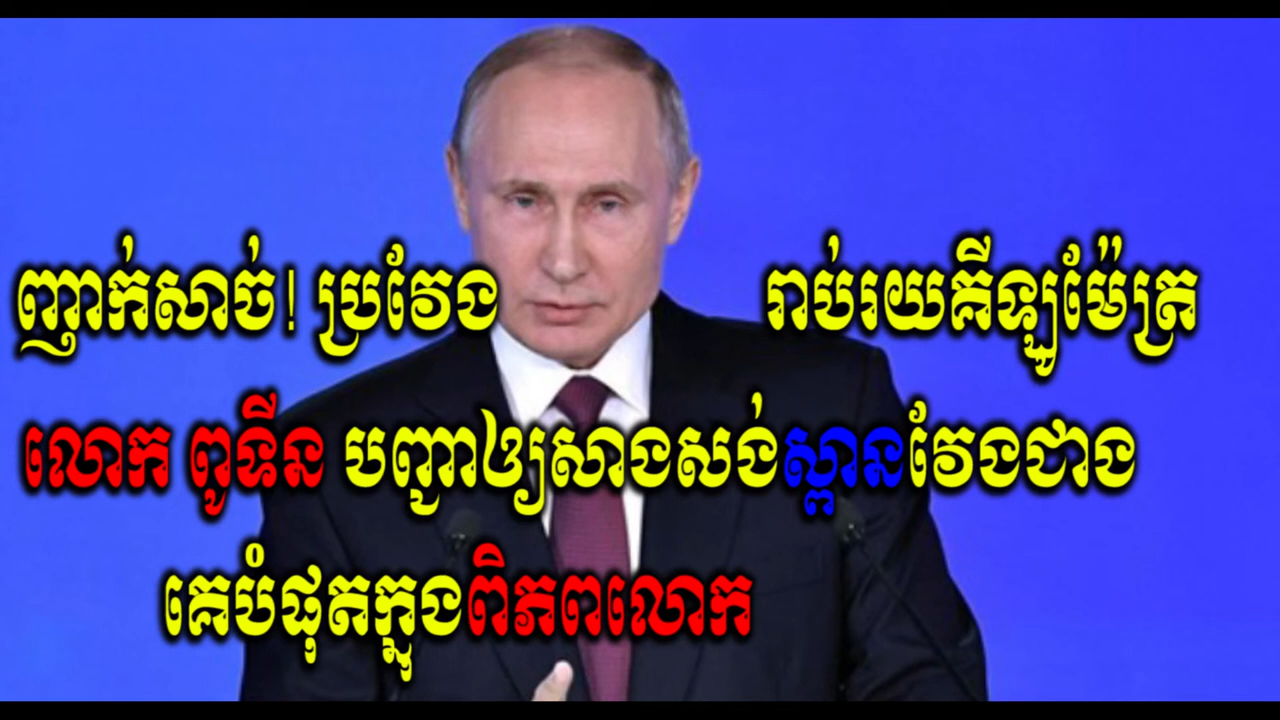 ញាក់សាច់! ប្រវែង រាប់រយគីឡូម៉ែត្រ
លោក ពូទីន បញ្ជាឲ្យសាងសង់ស្ពានវែងជាង
គេបំផុតក្នុងពិភពលោក